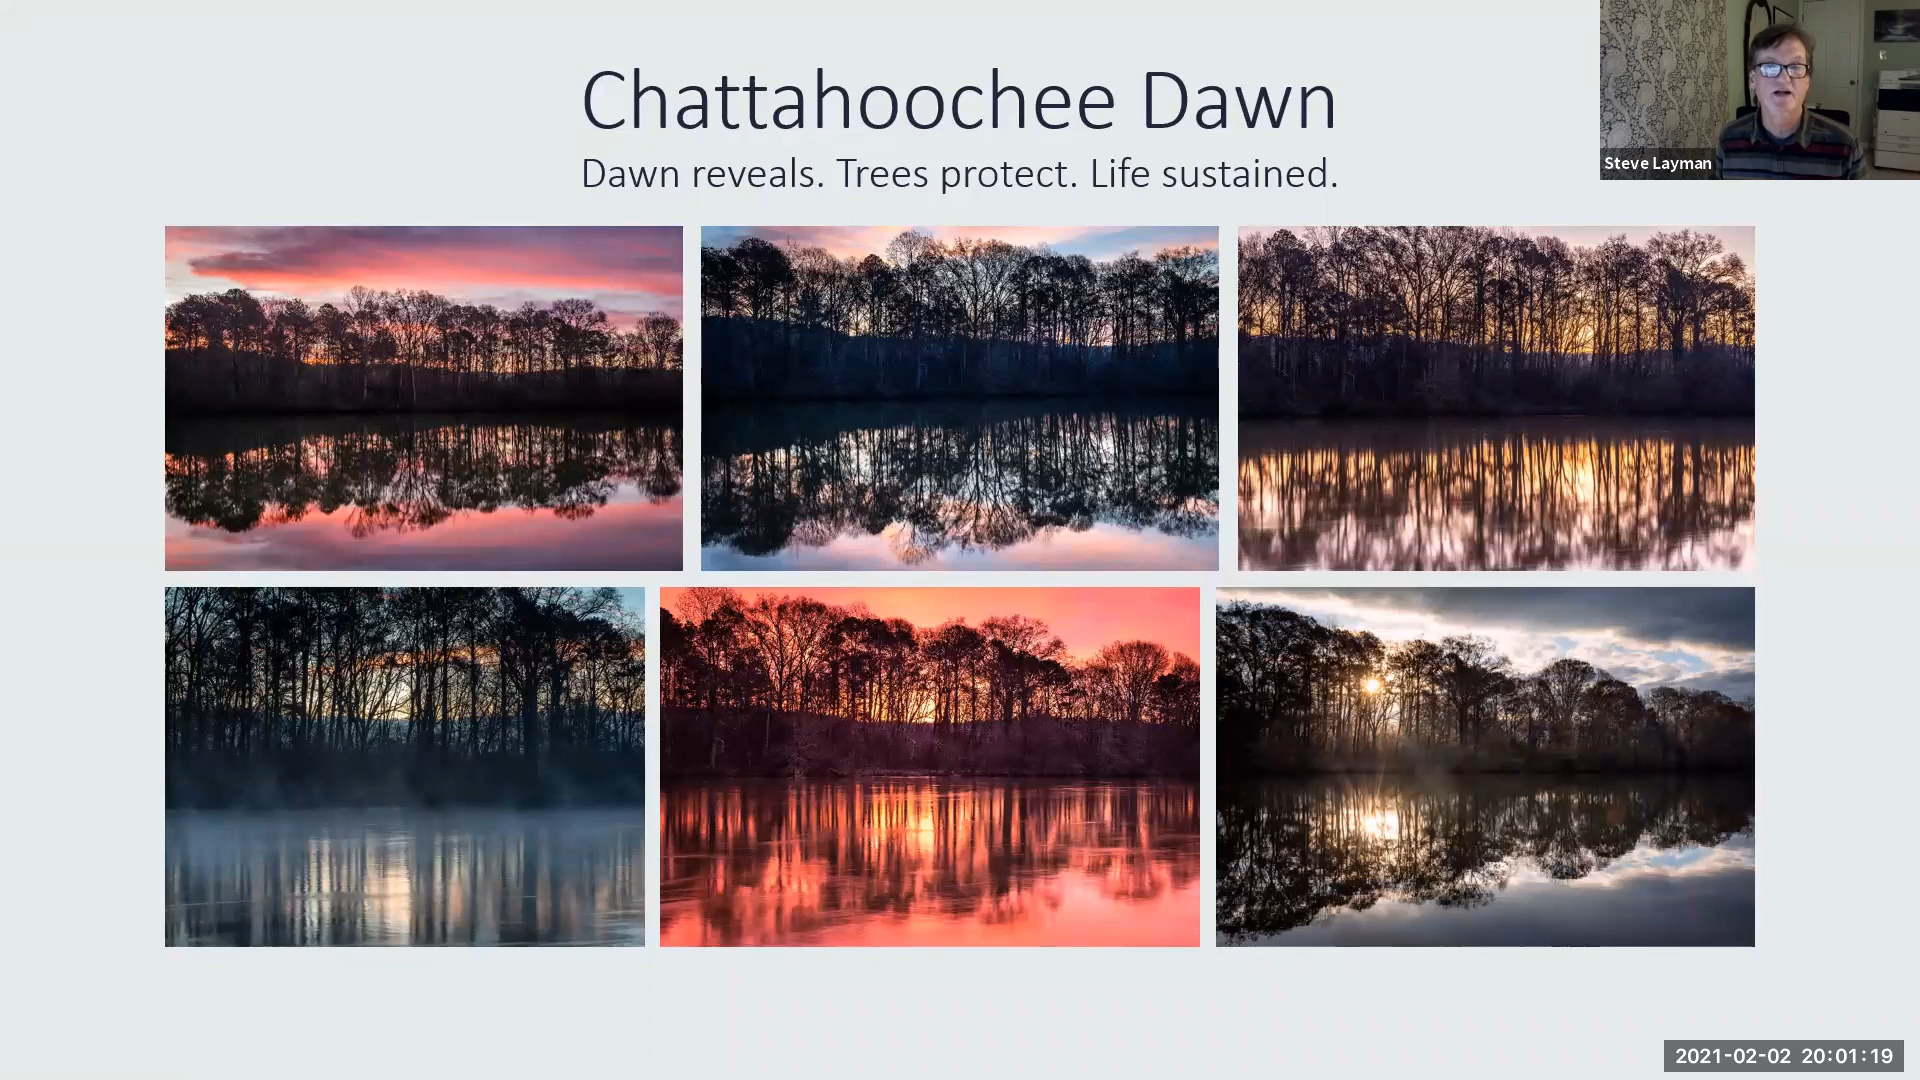 Chattahoochee Dawn
Dawn reveals. Trees protect. Life sustained.
Steve Layman
2021-02-02 20:01:19